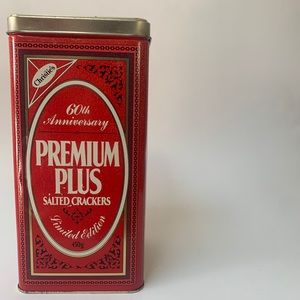 Christie's
60th
Anniversary
PREMIUM
PLUS
SALTED CRACKERS
Limited Edition
450g